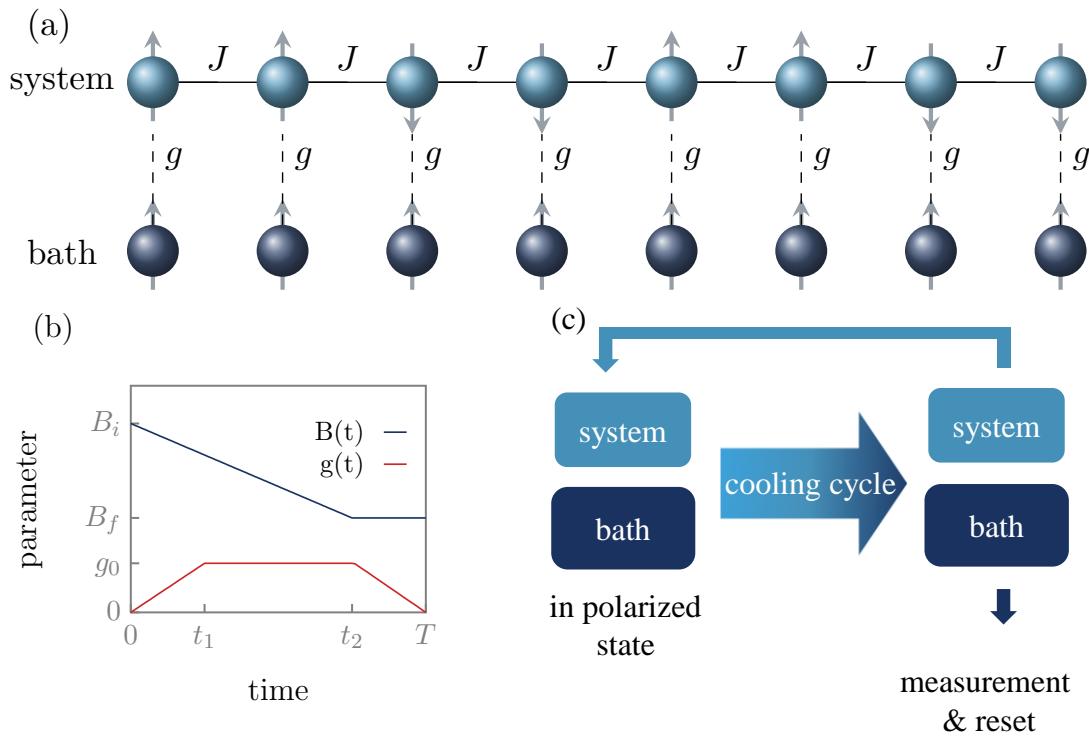 (a)
system
J J J J J J J
g g g g g g g g
bath
(b)
B(t)
g(t)
B_i
B_f
g_0
0
parameter
0 t_1 t_2 T
time
(c)
system system
cooling cycle
bath bath
in polarized
state
measurement
& reset